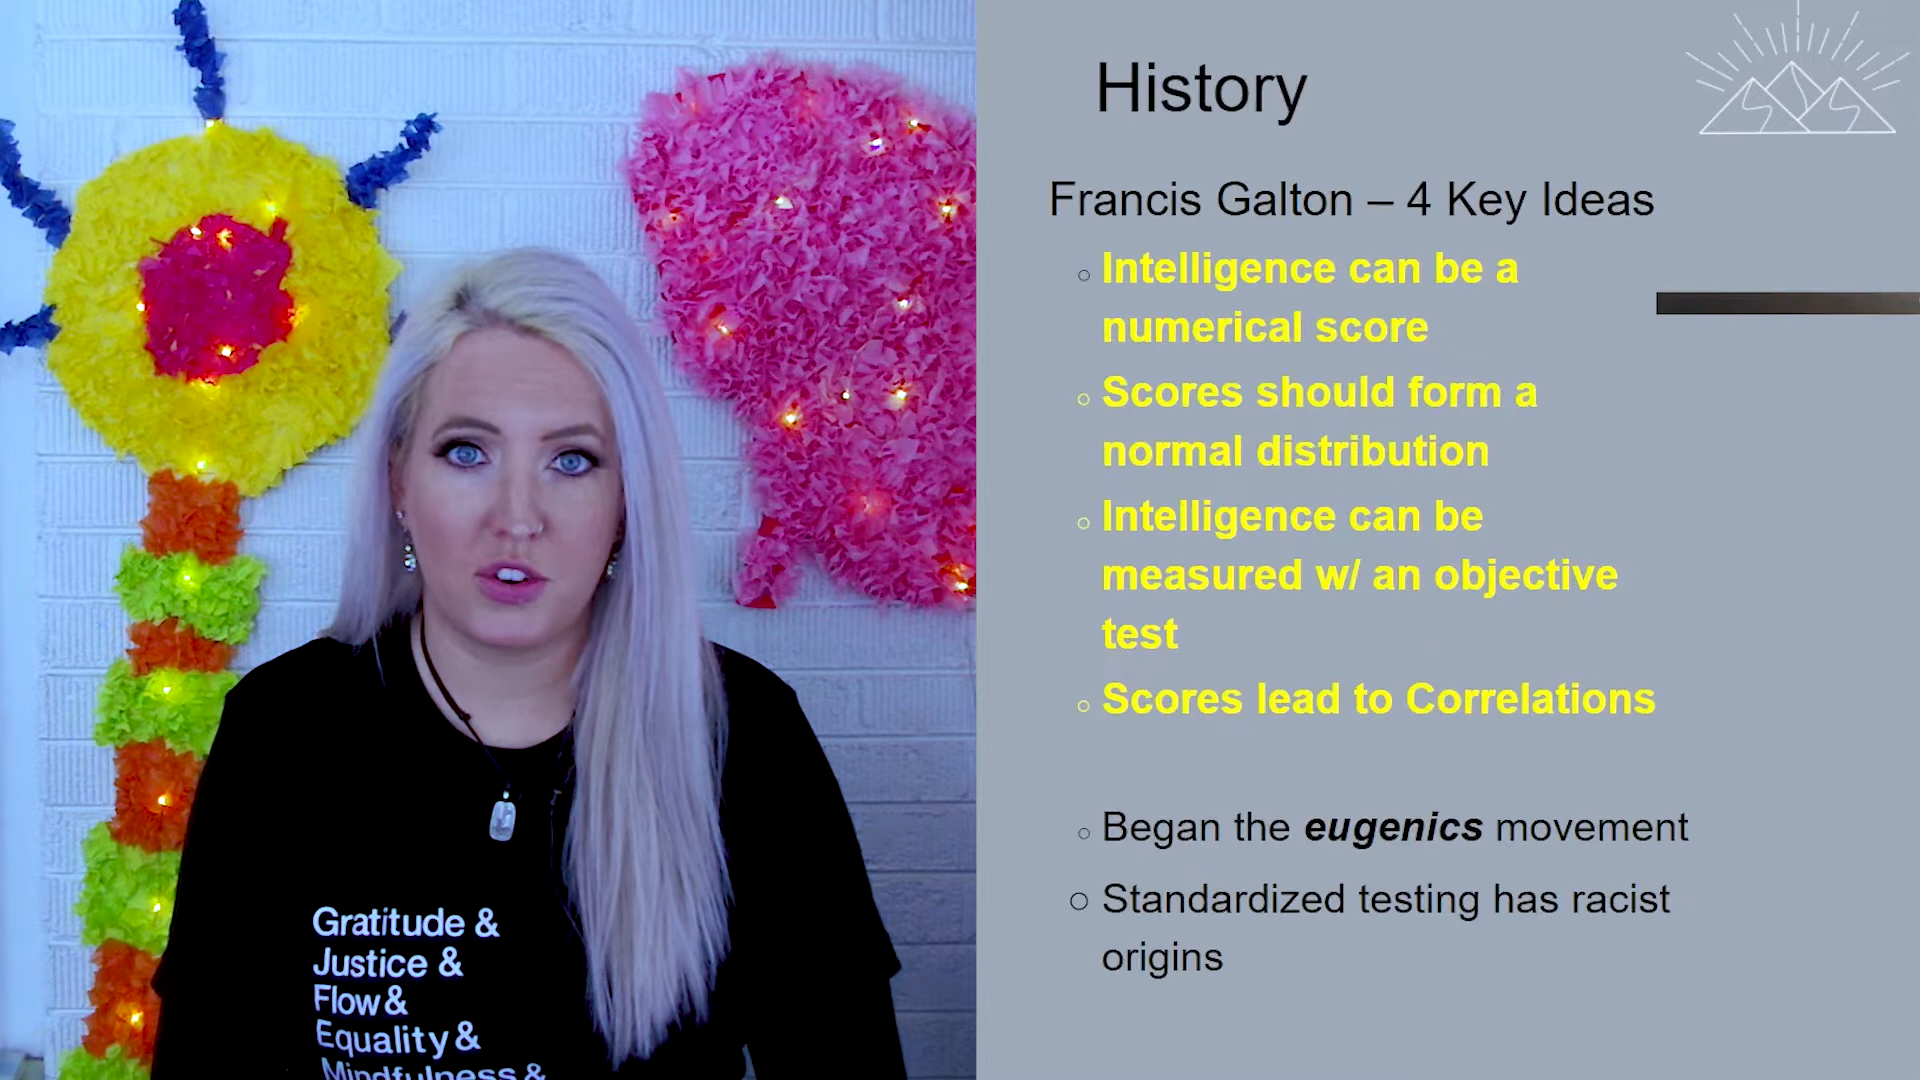 History
Francis Galton – 4 Key Ideas
Intelligence can be a
numerical score
Scores should form a
normal distribution
Intelligence can be
measured w/ an objective
test
Scores lead to Correlations
Began the eugenics movement
Standardized testing has racist
origins
Gratitude &
Justice &
Flow &
Equality &
Mindfulness &